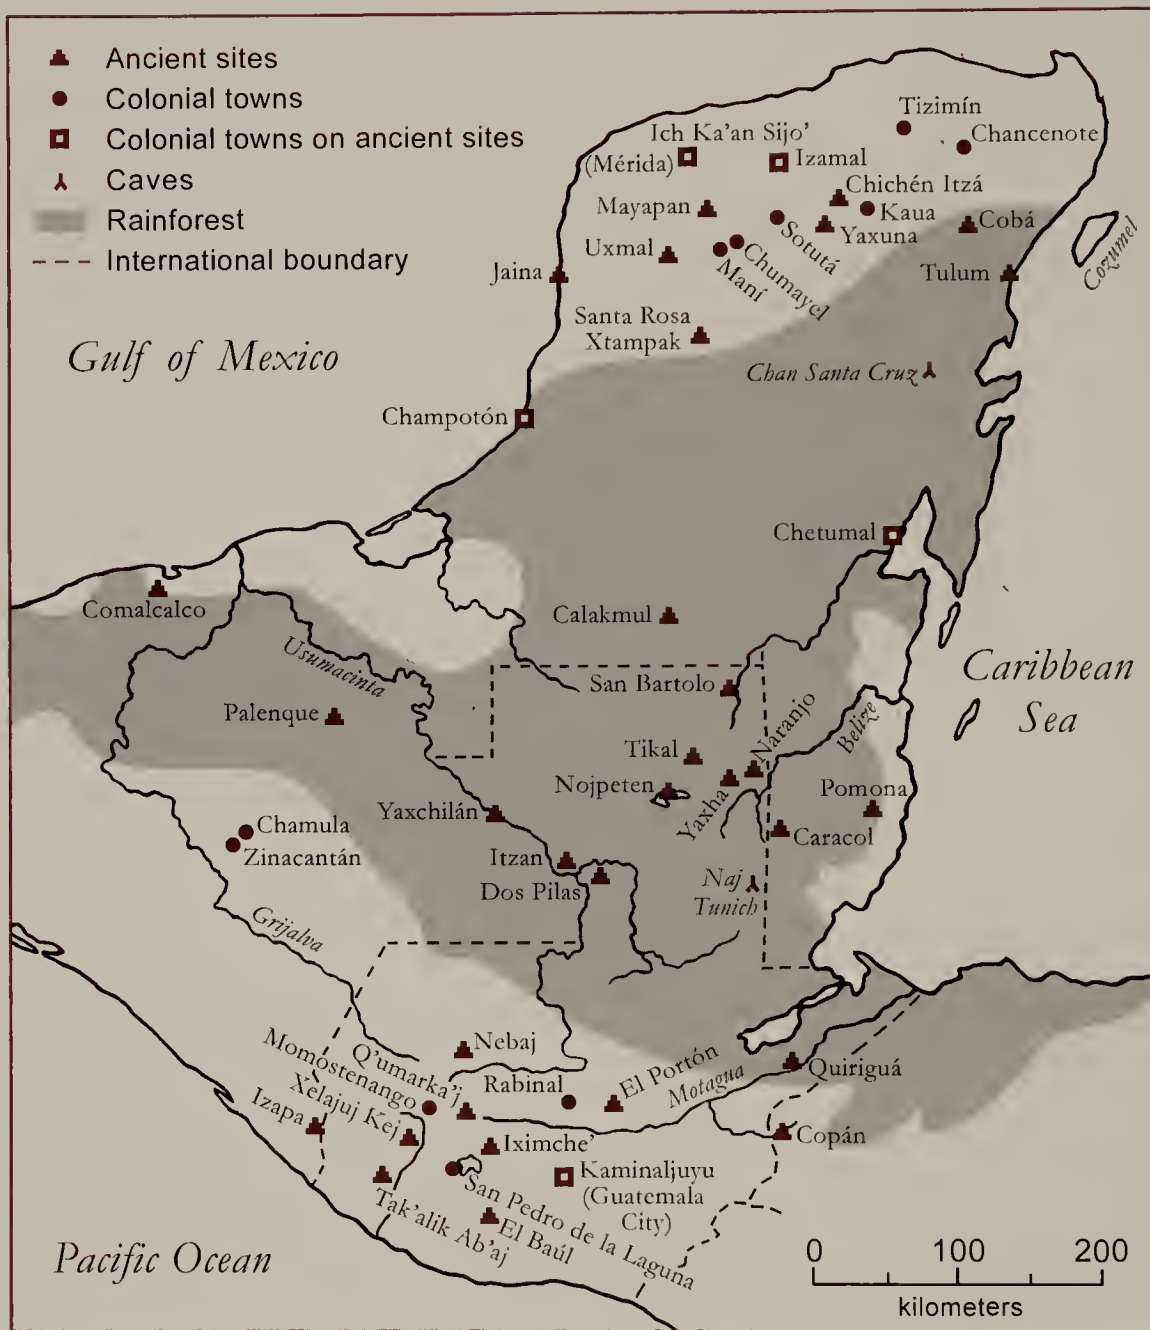 Ancient sites
Colonial towns
Colonial towns on ancient sites
Caves
Rainforest
International boundary
Tizimín
Chancenote
Ich Ka'an Sijo'
(Mérida)
Izamal
Chichén Itzá
Mayapan
Kaua
Cobá
Sotutá
Yaxuna
Uxmal
Chumayel
Maní
Jaina
Tulum
Cozumel
Santa Rosa
Xtampak
Gulf of Mexico
Chan Santa Cruz
Champotón
Chetumal
Comalcalco
Calakmul
Usumacinta
San Bartolo
Caribbean
Sea
Palenque
Naranjo
Belize
Tikal
Nojpeten
Yaxha
Pomona
Yaxchilán
Caracol
Chamula
Zinacantán
Itzan
Dos Pilas
Naj
Tunich
Grijalva
Nebaj
Q'umarka'j
Momostenango
Rabinal
El Portón
Motagua
Quiriguá
Xelajuj Kej
Izapa
Iximche'
Copán
Kaminaljuyu
(Guatemala
City)
San Pedro de la Laguna
Tak'alik Ab'aj
El Baúl
Pacific Ocean
0 100 200
kilometers